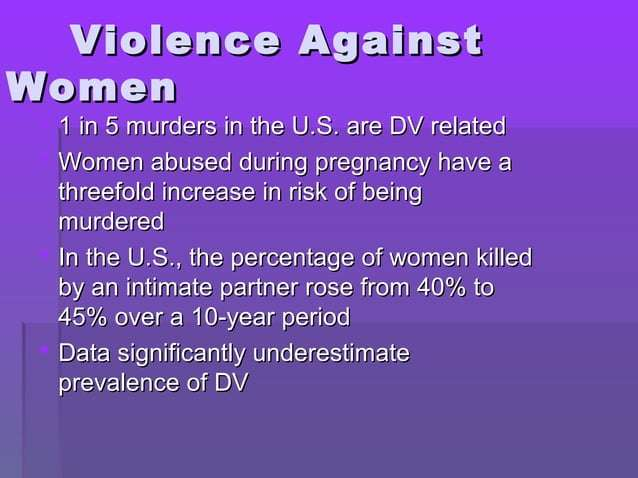 Violence Against
Women
1 in 5 murders in the U.S. are DV related
Women abused during pregnancy have a
threefold increase in risk of being
murdered
In the U.S., the percentage of women killed
by an intimate partner rose from 40% to
45% over a 10-year period
Data significantly underestimate
prevalence of DV